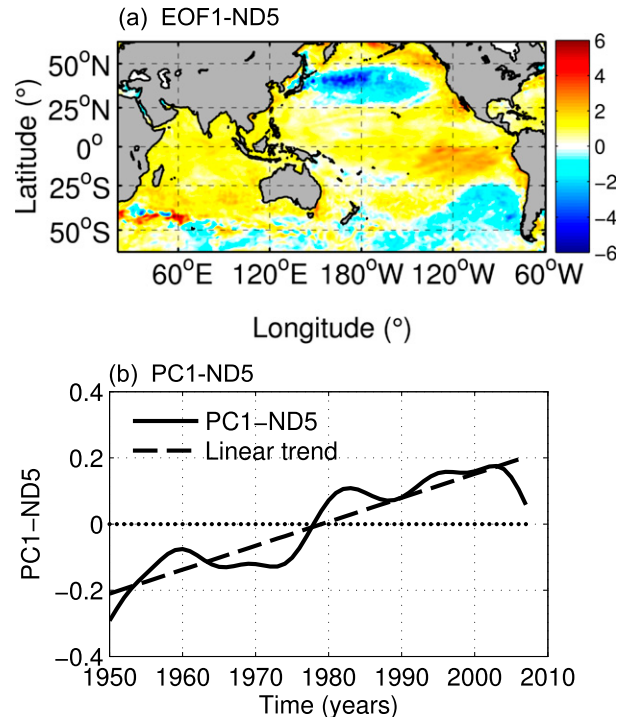 (a) EOF1-ND5
50°N
25°N
0°
25°S
50°S
Latitude (°)
60°E 120°E 180°W 120°W 60°W
Longitude (°)
6
4
2
0
−2
−4
−6
(b) PC1-ND5
0.4
0.2
0
−0.2
−0.4
PC1−ND5
PC1−ND5
Linear trend
1950 1960 1970 1980 1990 2000 2010
Time (years)